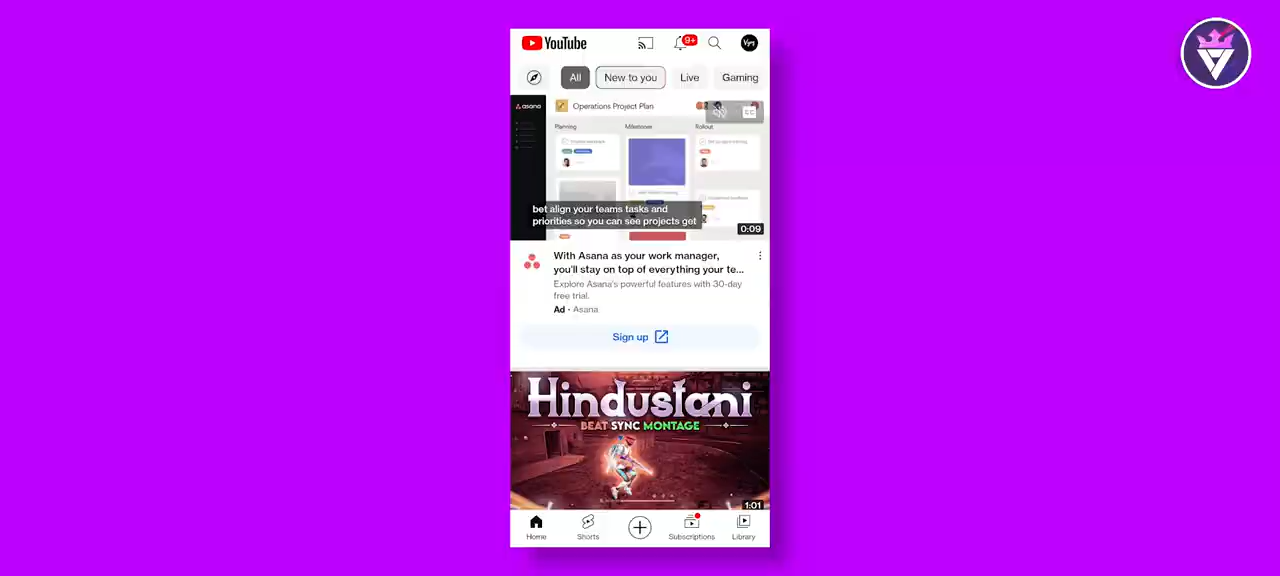 YouTube
9+
All
New to you
Live
Gaming
asana
Operations Project Plan
CC
Planning
Milestones
Rollout
bet align your teams tasks and
priorities so you can see projects get
0:09
With Asana as your work manager,
you'll stay on top of everything your te...
Explore Asana's powerful features with 30-day
free trial.
Ad · Asana
Sign up
Hindustani
BEAT SYNC MONTAGE
1:01
Home
Shorts
Subscriptions
Library